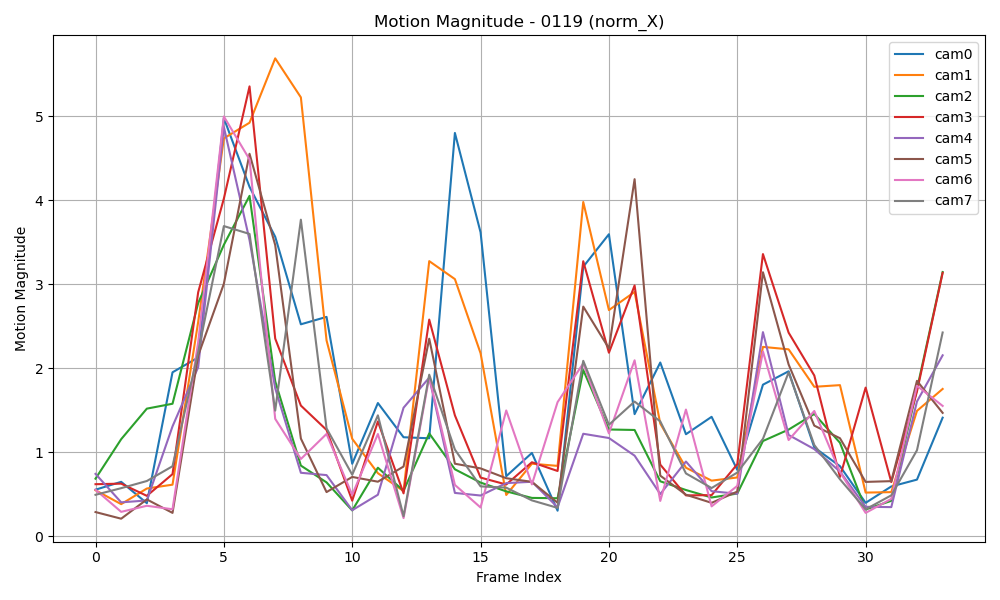 Motion Magnitude - 0119 (norm_X)
cam0
cam1
cam2
cam3
cam4
cam5
cam6
cam7
Motion Magnitude
5
4
3
2
1
0
0 5 10 15 20 25 30
Frame Index